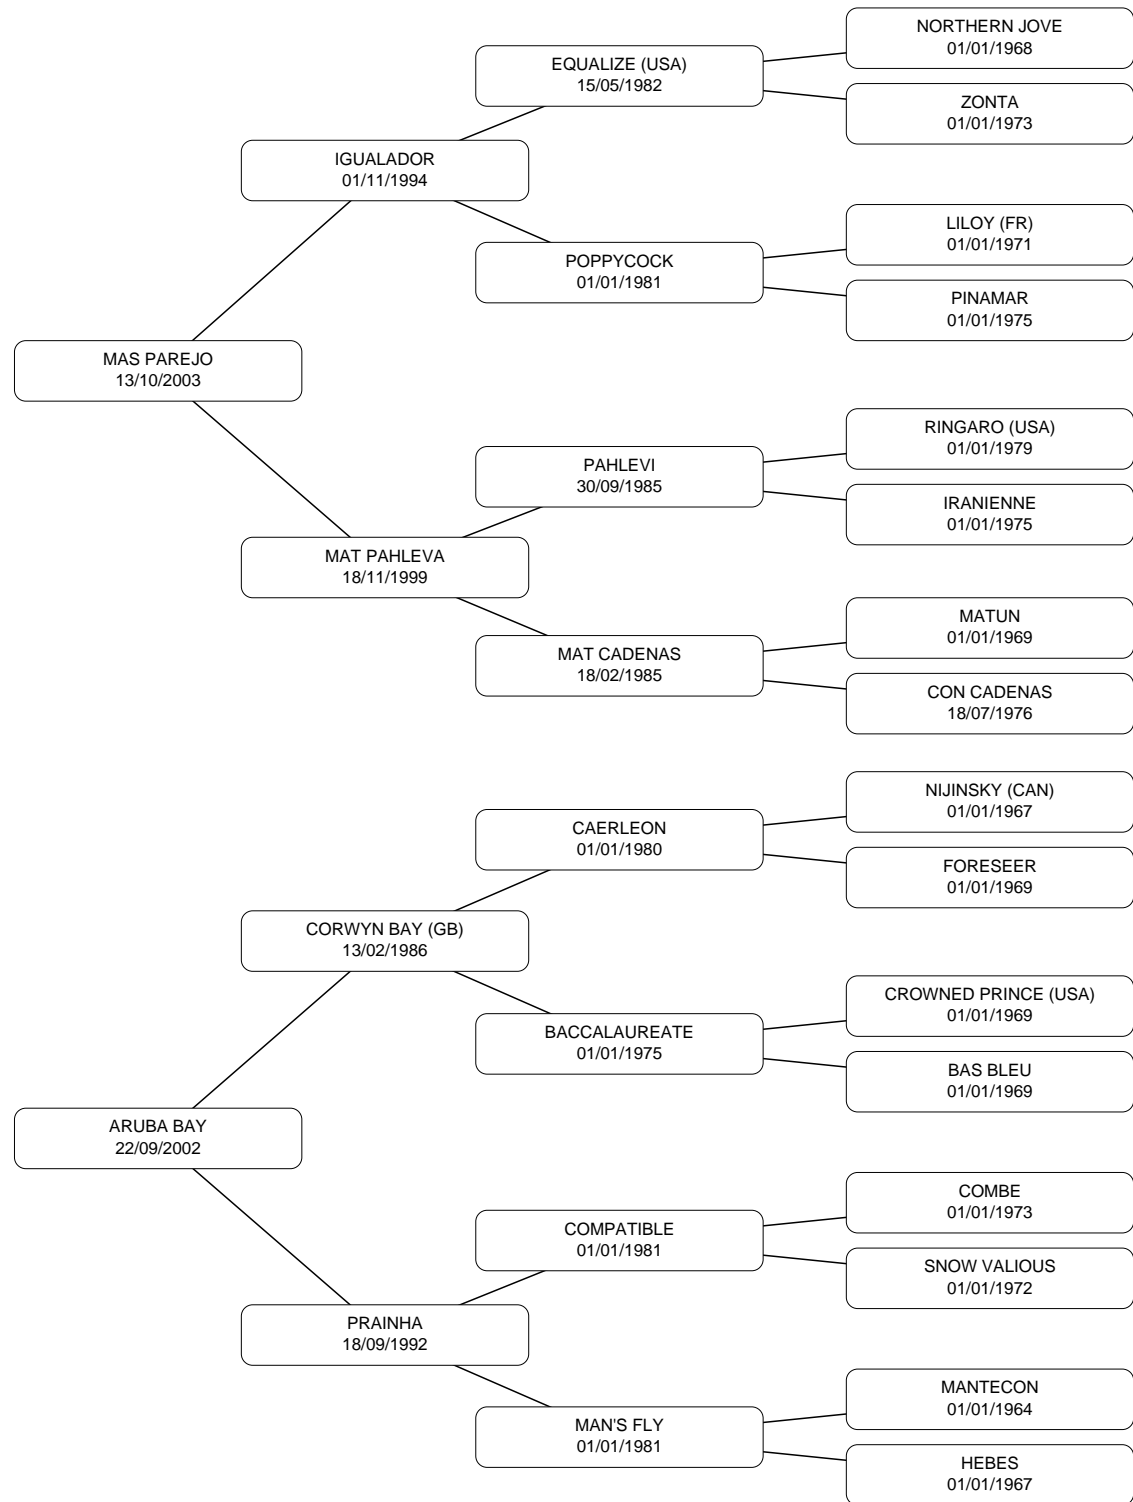 NORTHERN JOVE
01/01/1968
EQUALIZE (USA)
15/05/1982
ZONTA
01/01/1973
IGUALADOR
01/11/1994
LILOY (FR)
01/01/1971
POPPYCOCK
01/01/1981
PINAMAR
01/01/1975
MAS PAREJO
13/10/2003
RINGARO (USA)
01/01/1979
PAHLEVI
30/09/1985
IRANIENNE
01/01/1975
MAT PAHLEVA
18/11/1999
MATUN
01/01/1969
MAT CADENAS
18/02/1985
CON CADENAS
18/07/1976
NIJINSKY (CAN)
01/01/1967
CAERLEON
01/01/1980
FORESEER
01/01/1969
CORWYN BAY (GB)
13/02/1986
CROWNED PRINCE (USA)
01/01/1969
BACCALAUREATE
01/01/1975
BAS BLEU
01/01/1969
ARUBA BAY
22/09/2002
COMBE
01/01/1973
COMPATIBLE
01/01/1981
SNOW VALIOUS
01/01/1972
PRAINHA
18/09/1992
MANTECON
01/01/1964
MAN'S FLY
01/01/1981
HEBES
01/01/1967